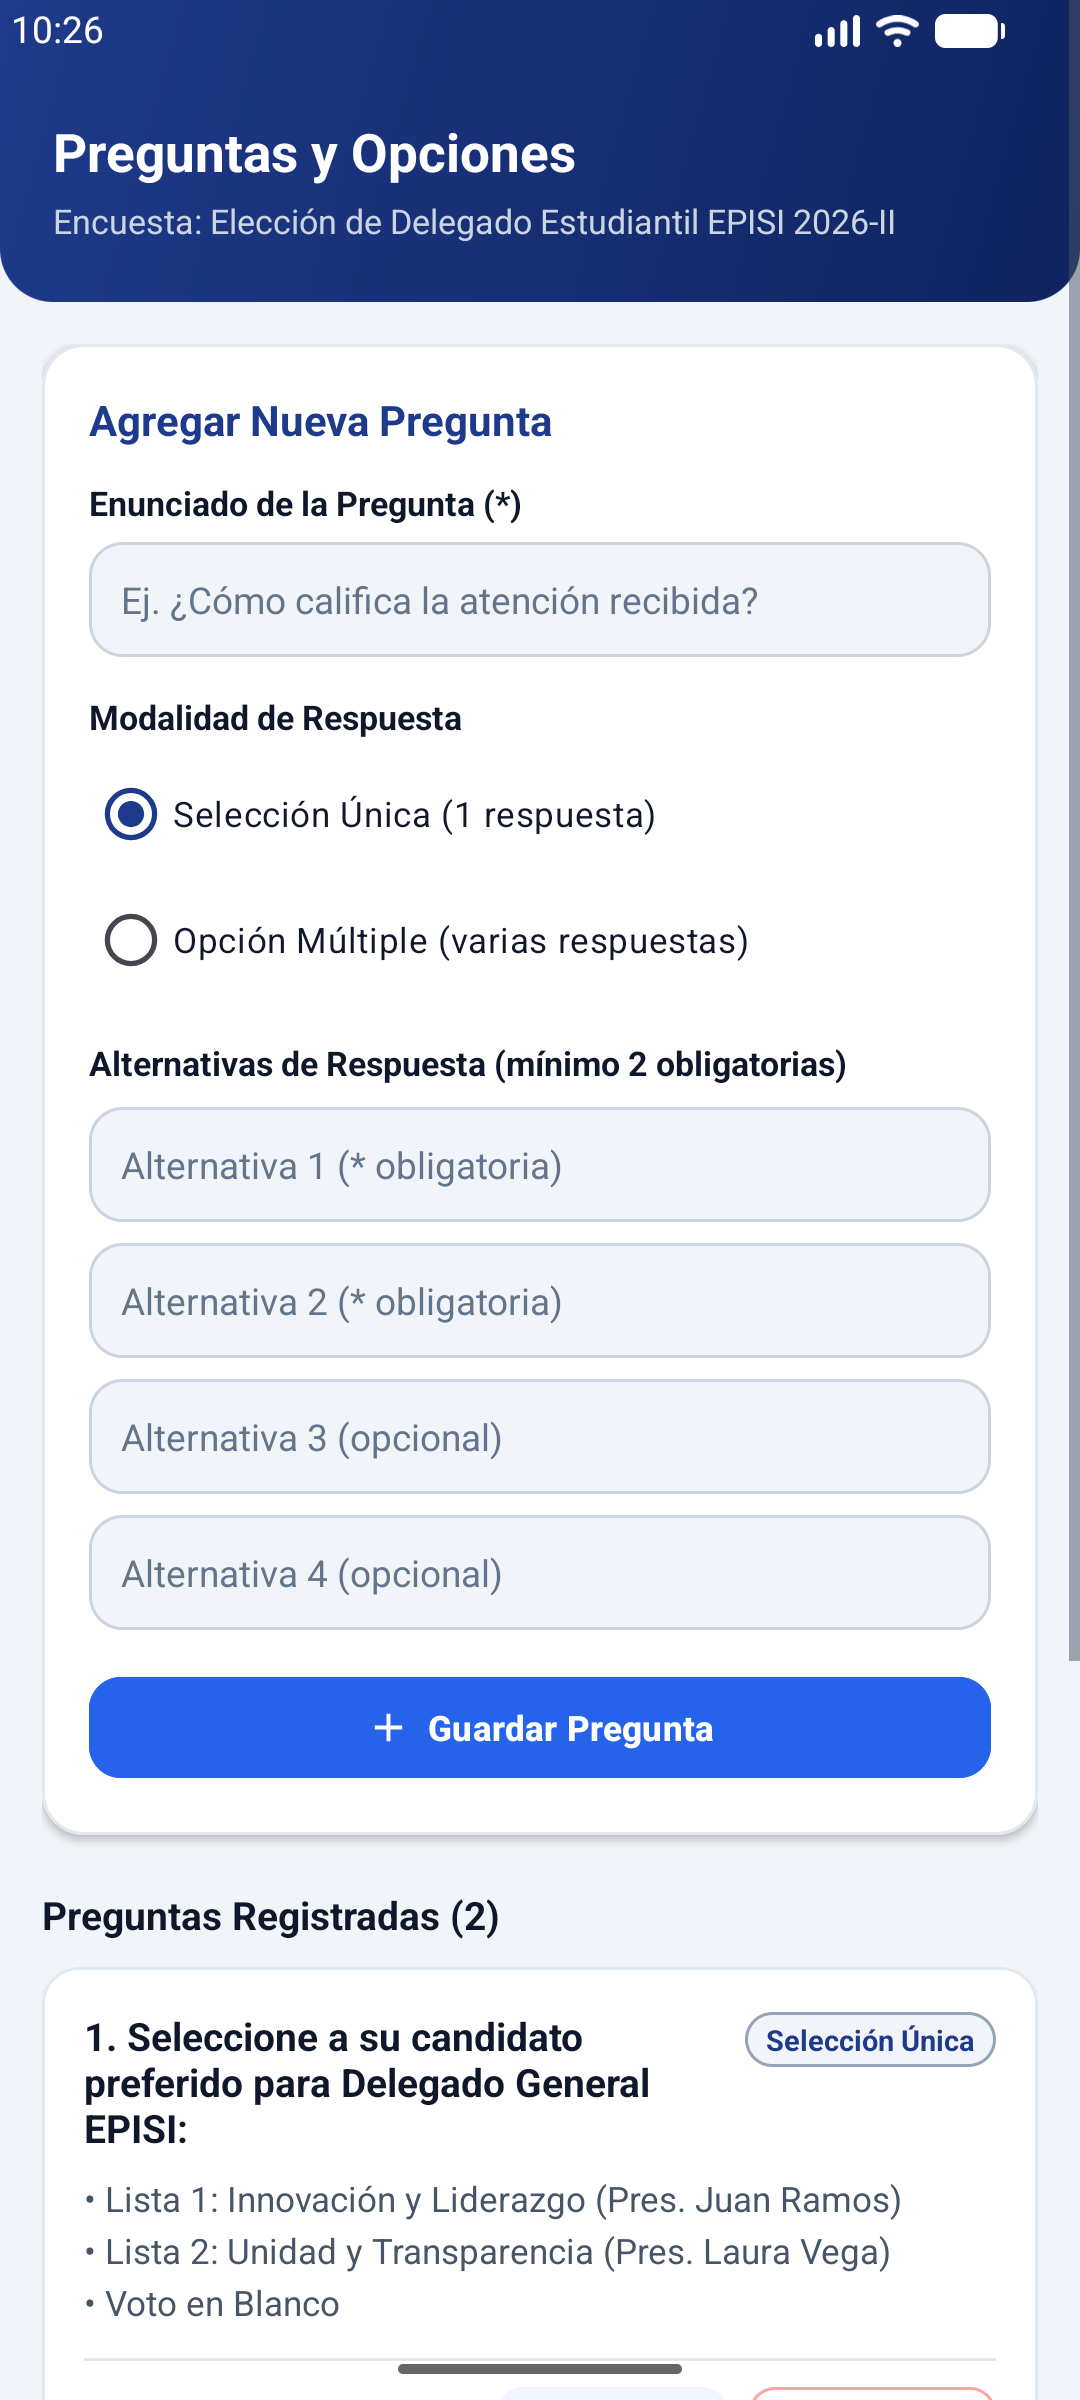 10:26
Preguntas y Opciones
Encuesta: Elección de Delegado Estudiantil EPISI 2026-II
Agregar Nueva Pregunta
Enunciado de la Pregunta (*)
Ej. ¿Cómo califica la atención recibida?
Modalidad de Respuesta
Selección Única (1 respuesta)
Opción Múltiple (varias respuestas)
Alternativas de Respuesta (mínimo 2 obligatorias)
Alternativa 1 (* obligatoria)
Alternativa 2 (* obligatoria)
Alternativa 3 (opcional)
Alternativa 4 (opcional)
+ Guardar Pregunta
Preguntas Registradas (2)
1. Seleccione a su candidato
preferido para Delegado General
EPISI:
Selección Única
• Lista 1: Innovación y Liderazgo (Pres. Juan Ramos)
• Lista 2: Unidad y Transparencia (Pres. Laura Vega)
• Voto en Blanco